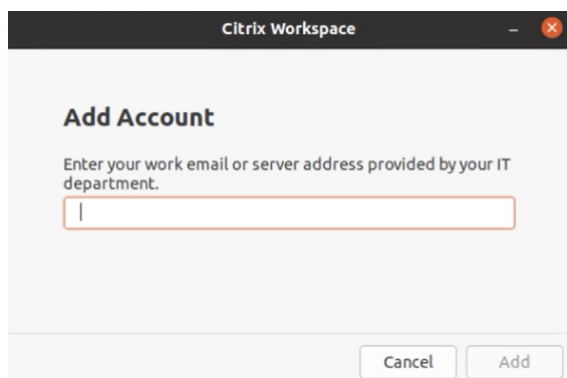 Citrix Workspace
Add Account
Enter your work email or server address provided by your IT
department.
Cancel
Add